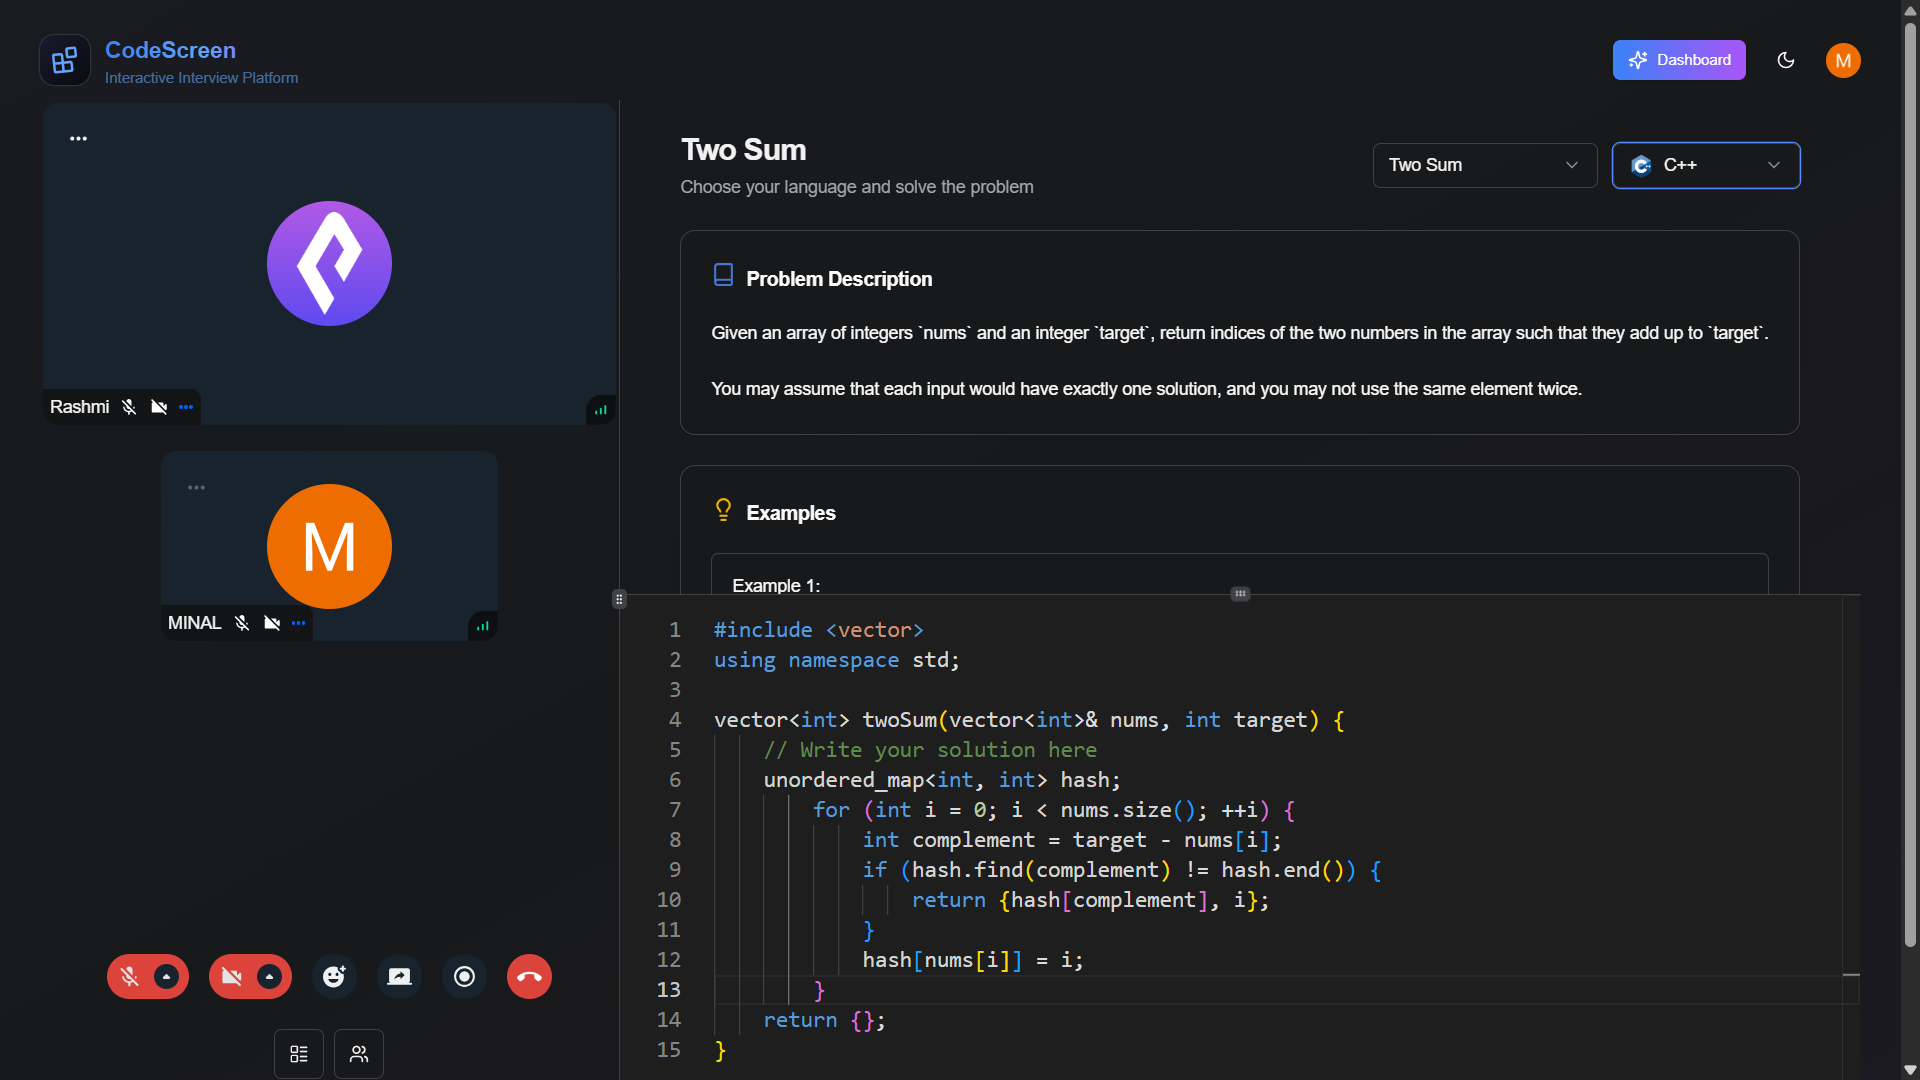 CodeScreen
Interactive Interview Platform
Dashboard
M
Rashmi
M
MINAL
Two Sum
Choose your language and solve the problem
Two Sum
C++
Problem Description
Given an array of integers `nums` and an integer `target`, return indices of the two numbers in the array such that they add up to `target`.
You may assume that each input would have exactly one solution, and you may not use the same element twice.
Examples
Example 1:
1 #include <vector>
2 using namespace std;
3
4 vector<int> twoSum(vector<int>& nums, int target) {
5 // Write your solution here
6 unordered_map<int, int> hash;
7 for (int i = 0; i < nums.size(); ++i) {
8 int complement = target - nums[i];
9 if (hash.find(complement) != hash.end()) {
10 return {hash[complement], i};
11 }
12 hash[nums[i]] = i;
13 }
14 return {};
15 }